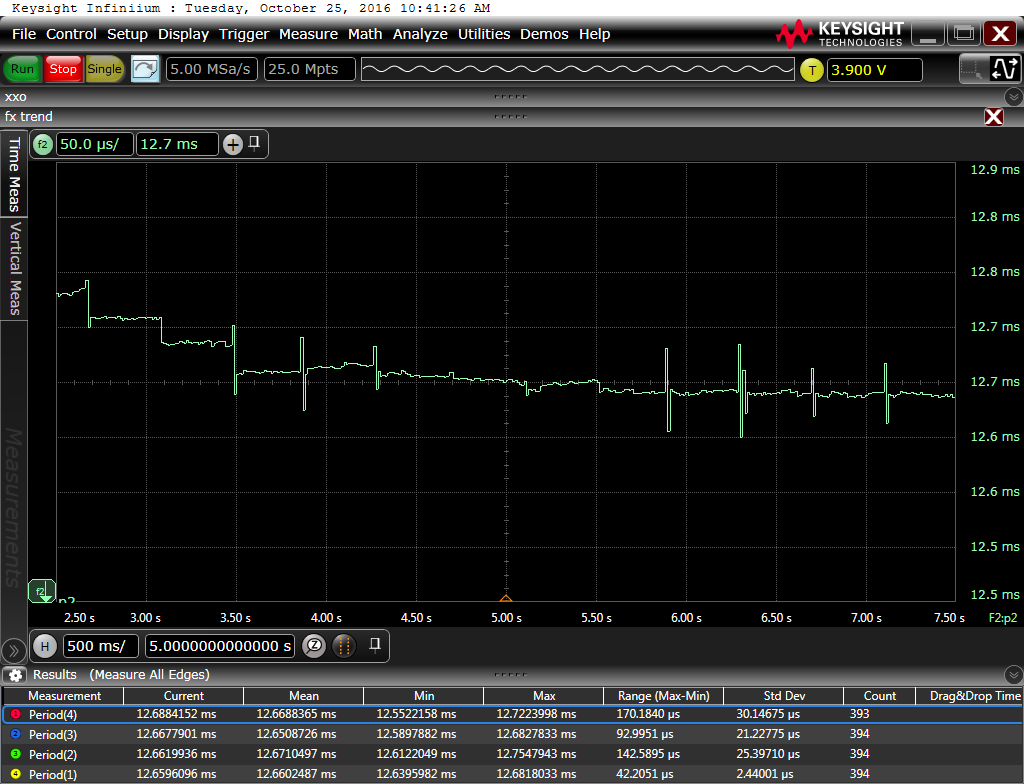 Keysight Infiniium : Tuesday, October 25, 2016 10:41:26 AM
File Control Setup Display Trigger Measure Math Analyze Utilities Demos Help
KEYSIGHT
TECHNOLOGIES
Run Stop Single 5.00 MSa/s 25.0 Mpts T 3.900 V
xxo
fx trend
Time Meas
Vertical Meas
Measurements
f2 50.0 µs/ 12.7 ms
12.9 ms
12.8 ms
12.8 ms
12.7 ms
12.7 ms
12.6 ms
12.6 ms
12.5 ms
12.5 ms
f2
p2
2.50 s 3.00 s 3.50 s 4.00 s 4.50 s 5.00 s 5.50 s 6.00 s 6.50 s 7.00 s 7.50 s F2:p2
H 500 ms/ 5.0000000000000 s Z
Results (Measure All Edges)
Measurement Current Mean Min Max Range (Max-Min) Std Dev Count Drag&Drop Time
1 Period(4) 12.6884152 ms 12.6688365 ms 12.5522158 ms 12.7223998 ms 170.1840 µs 30.14675 µs 393
2 Period(3) 12.6677901 ms 12.6508726 ms 12.5897882 ms 12.6827833 ms 92.9951 µs 21.22775 µs 394
3 Period(2) 12.6619936 ms 12.6710497 ms 12.6122049 ms 12.7547943 ms 142.5895 µs 25.39710 µs 394
4 Period(1) 12.6596096 ms 12.6602487 ms 12.6395982 ms 12.6818033 ms 42.2051 µs 2.44001 µs 394